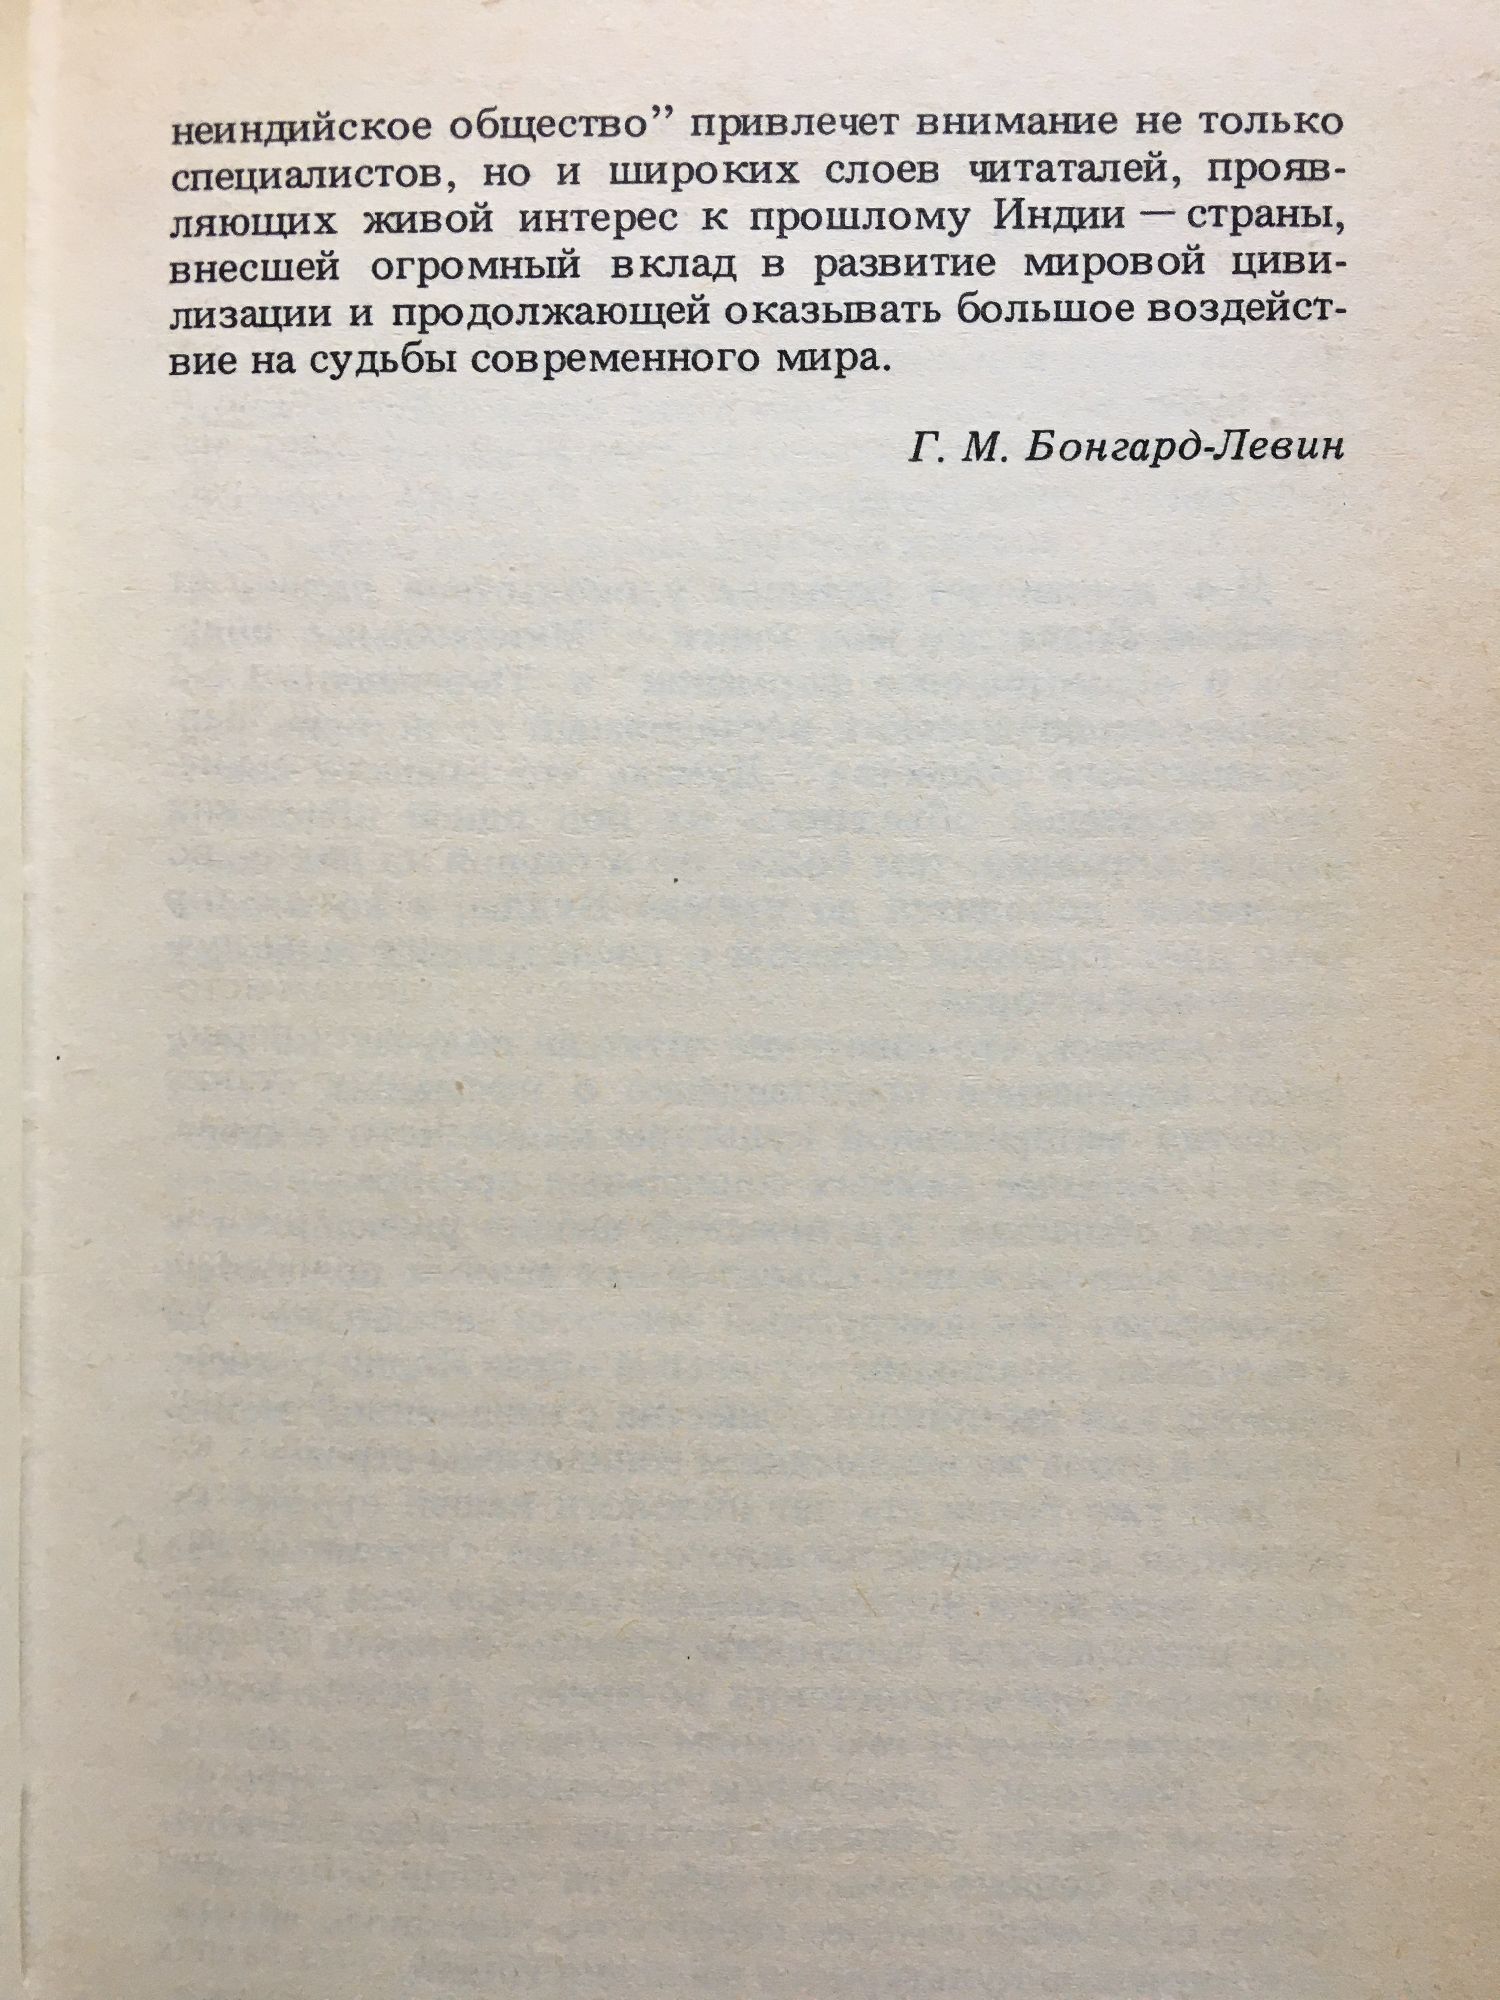 неиндийское общество” привлечет внимание не только
специалистов, но и широких слоев читаталей, прояв-
ляющих живой интерес к прошлому Индии — страны,
внесшей огромный вклад в развитие мировой циви-
лизации и продолжающей оказывать большое воздейст-
вие на судьбы современного мира.
Г. М. Бонгард-Левин